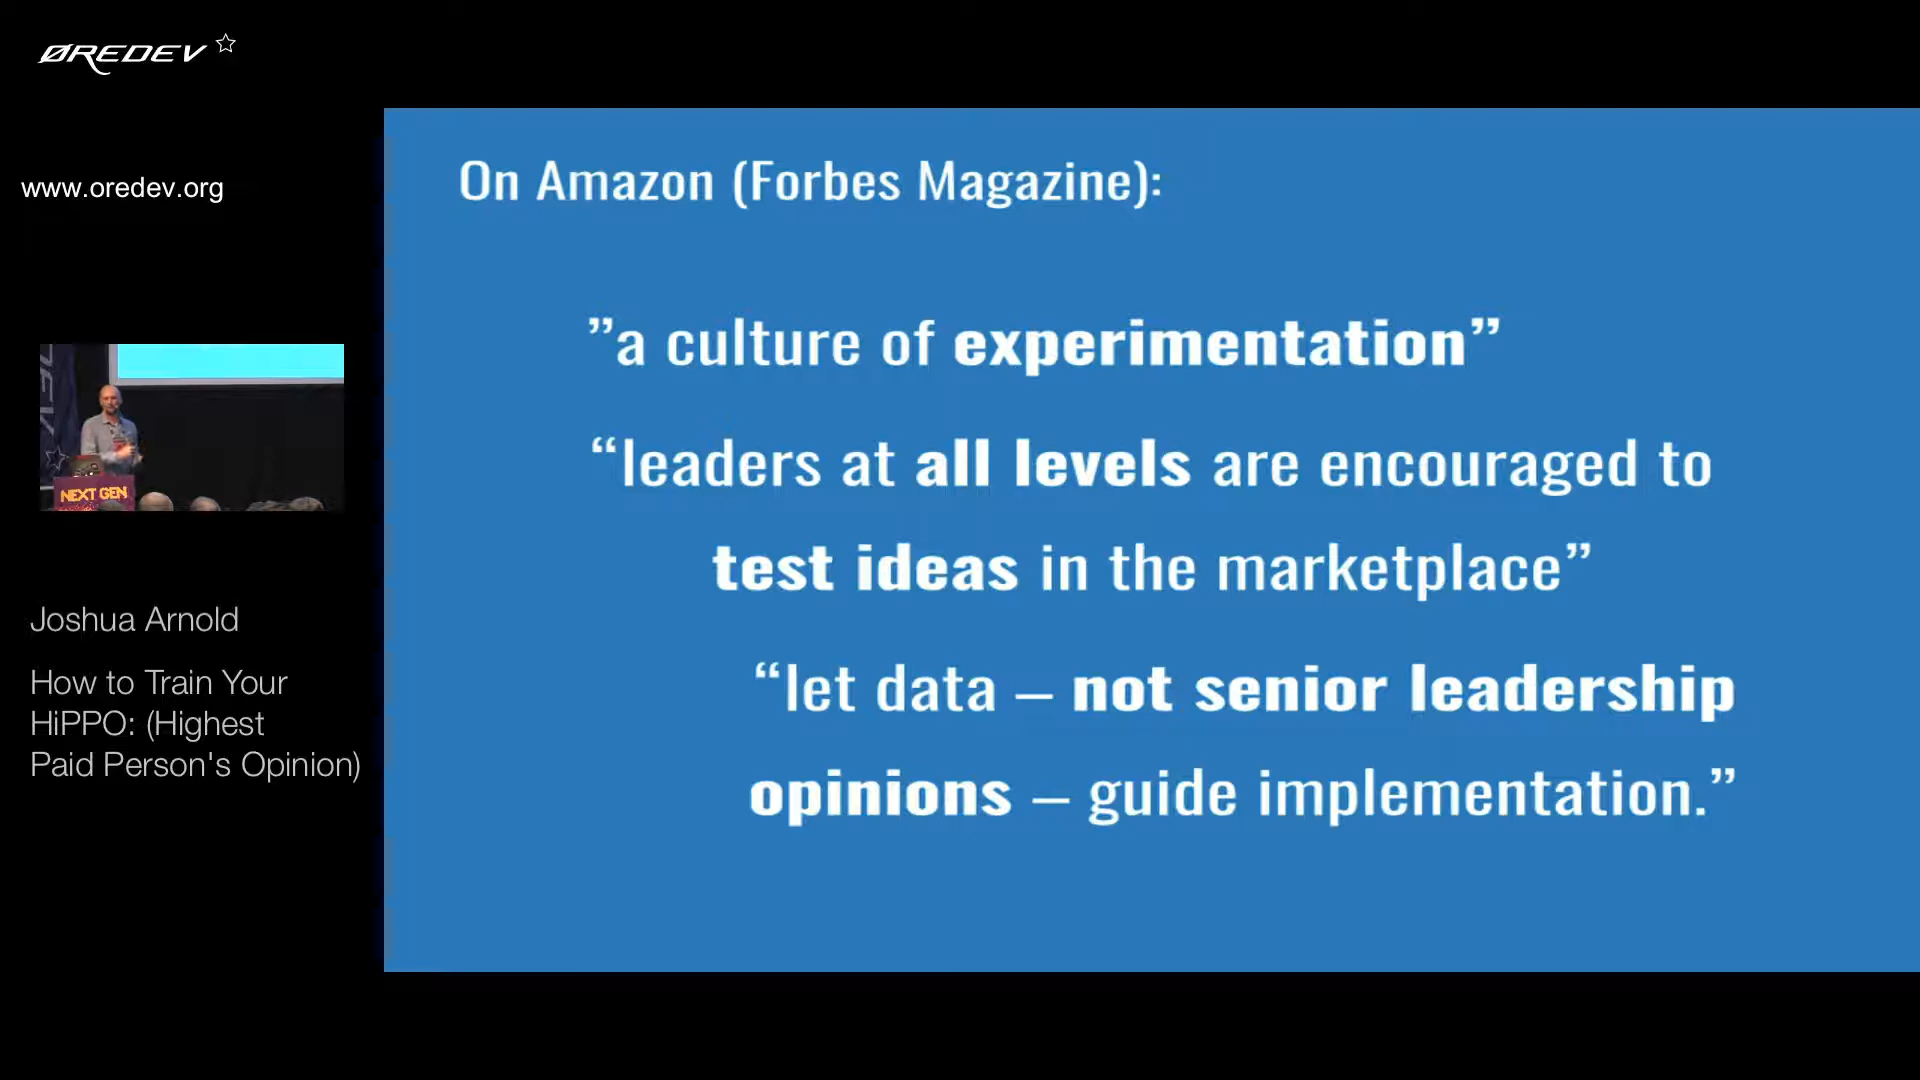 ØREDEV
www.oredev.org
On Amazon (Forbes Magazine):
”a culture of experimentation”
“leaders at all levels are encouraged to
test ideas in the marketplace”
“let data – not senior leadership
opinions – guide implementation.”
NEXT GEN
Joshua Arnold
How to Train Your
HiPPO: (Highest
Paid Person's Opinion)